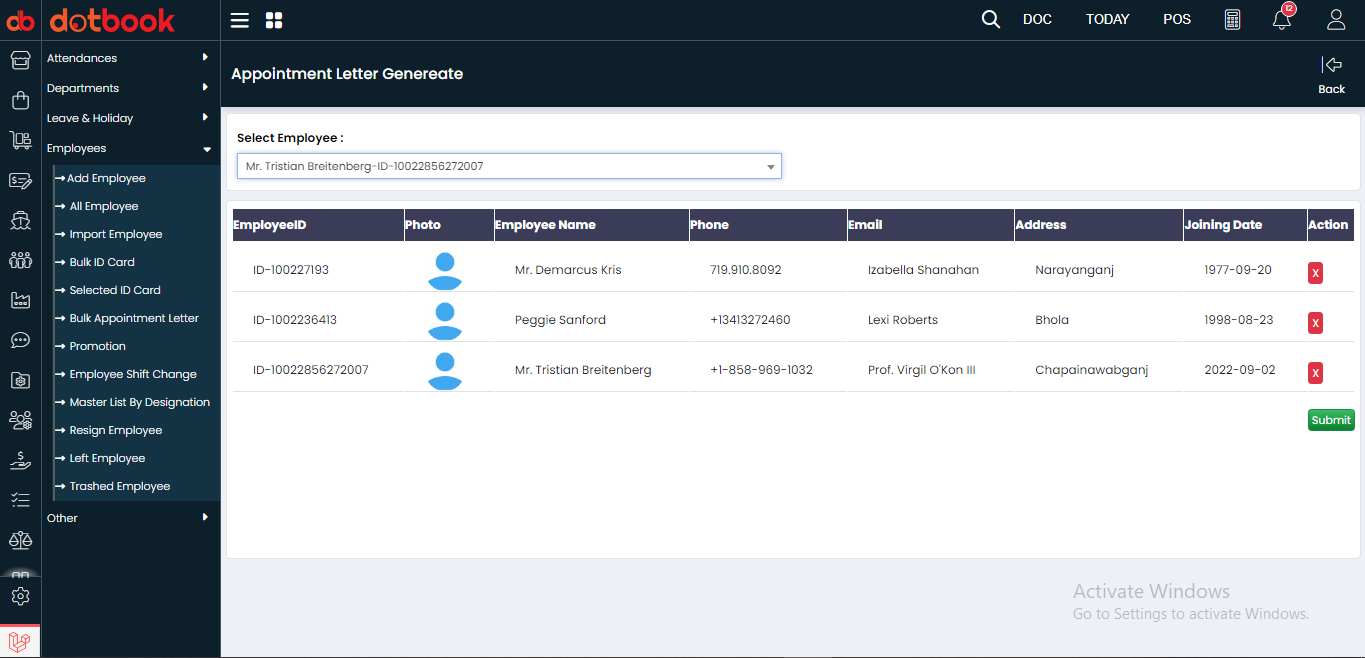 db dotbook
DOC TODAY POS 12
Attendances
Departments
Leave & Holiday
Employees
→Add Employee
→ All Employee
→ Import Employee
→ Bulk ID Card
→ Selected ID Card
→ Bulk Appointment Letter
→ Promotion
→ Employee Shift Change
→ Master List By Designation
→ Resign Employee
→ Left Employee
→ Trashed Employee
Other
Appointment Letter Genereate
Back
Select Employee :
Mr. Tristian Breitenberg-ID-10022856272007
EmployeeID Photo Employee Name Phone Email Address Joining Date Action
ID-100227193 Mr. Demarcus Kris 719.910.8092 Izabella Shanahan Narayanganj 1977-09-20 X
ID-1002236413 Peggie Sanford +13413272460 Lexi Roberts Bhola 1998-08-23 X
ID-10022856272007 Mr. Tristian Breitenberg +1-858-969-1032 Prof. Virgil O'Kon III Chapainawabganj 2022-09-02 X
Submit
Activate Windows
Go to Settings to activate Windows.